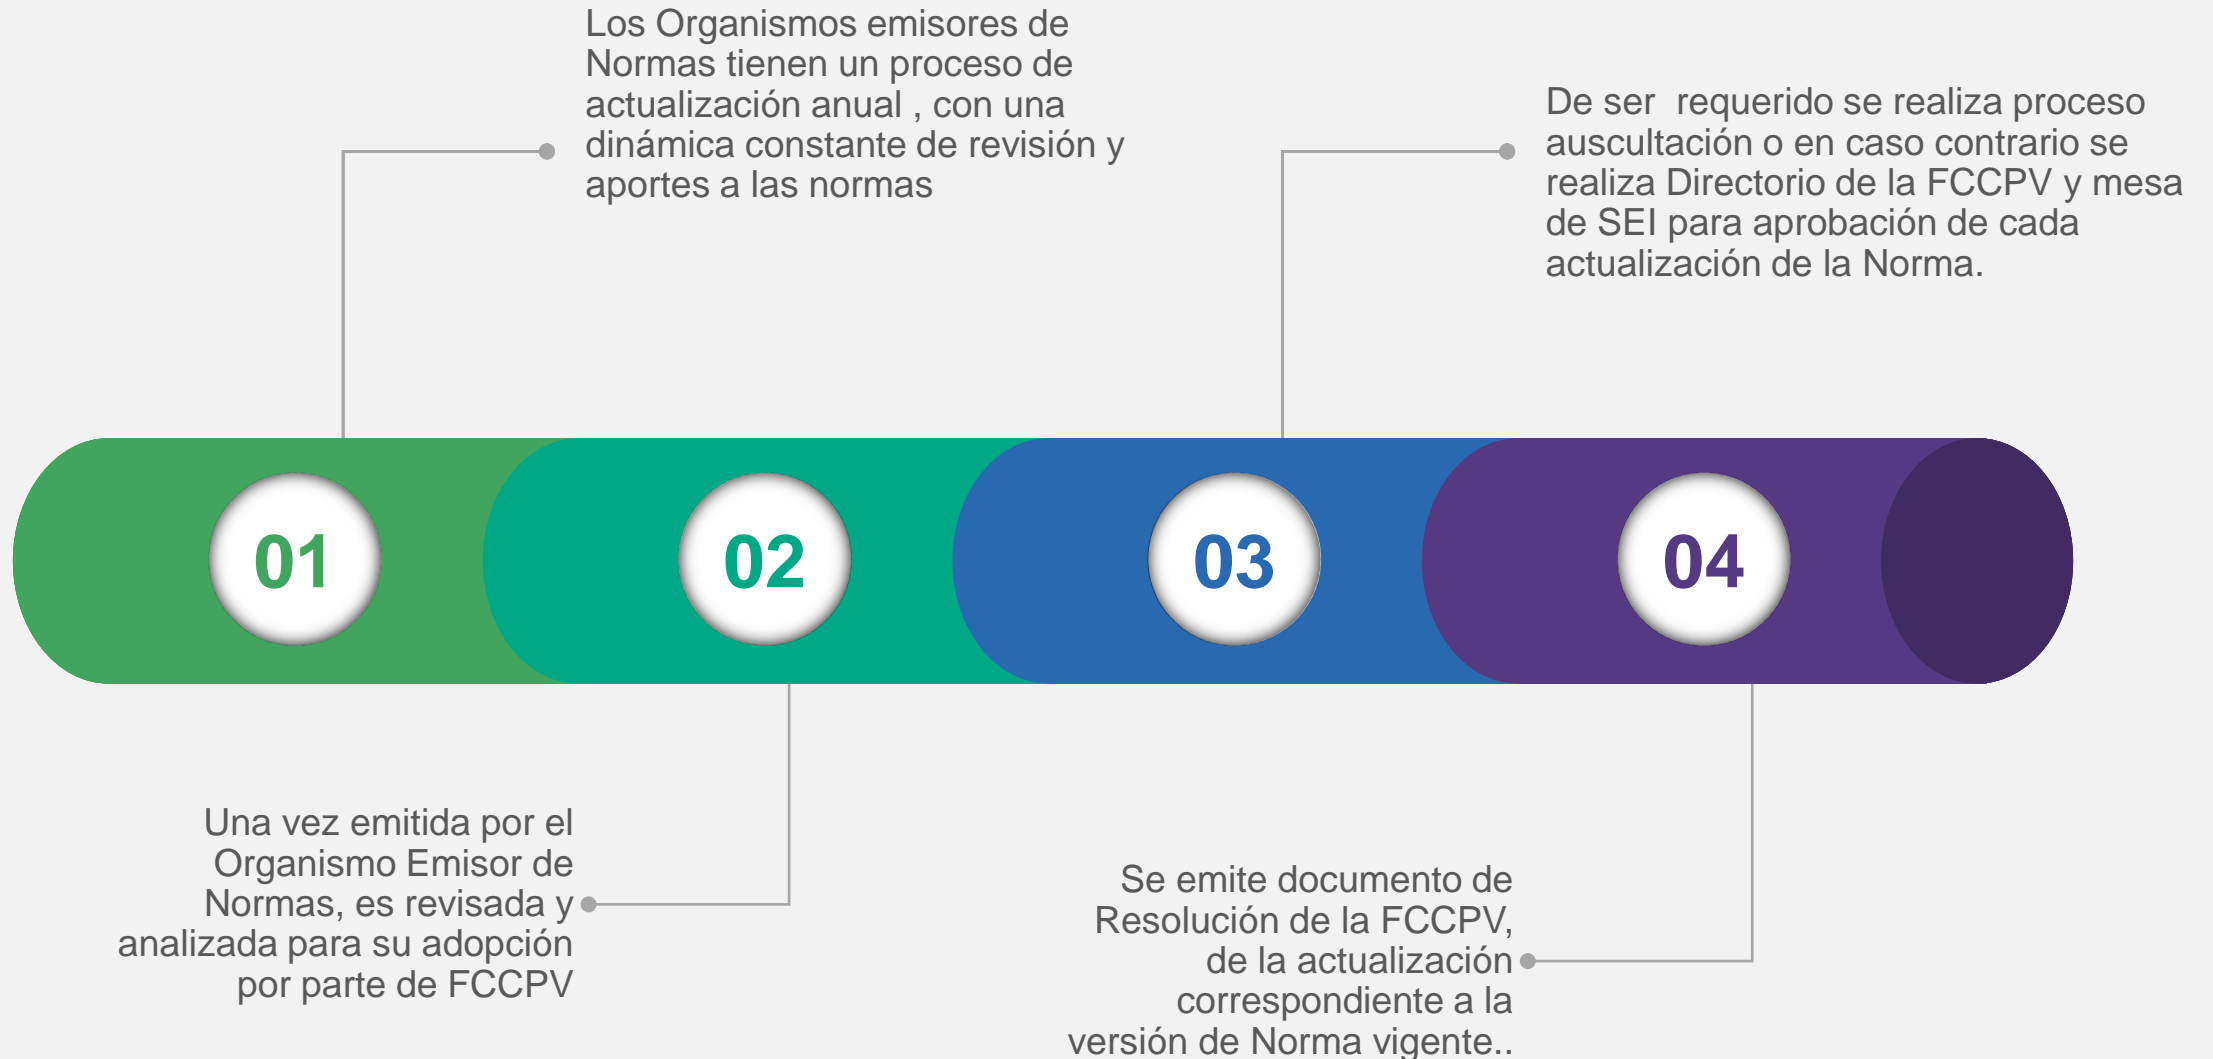 Los Organismos emisores de
Normas tienen un proceso de
actualización anual , con una
dinámica constante de revisión y
aportes a las normas
De ser  requerido se realiza proceso
auscultación o en caso contrario se
realiza Directorio de la FCCPV y mesa
de SEI para aprobación de cada
actualización de la Norma.
01
02
03
04
Una vez emitida por el
Organismo Emisor de
Normas, es revisada y
analizada para su adopción
por parte de FCCPV
Se emite documento de
Resolución de la FCCPV,
de la actualización
correspondiente a la
versión de Norma vigente..